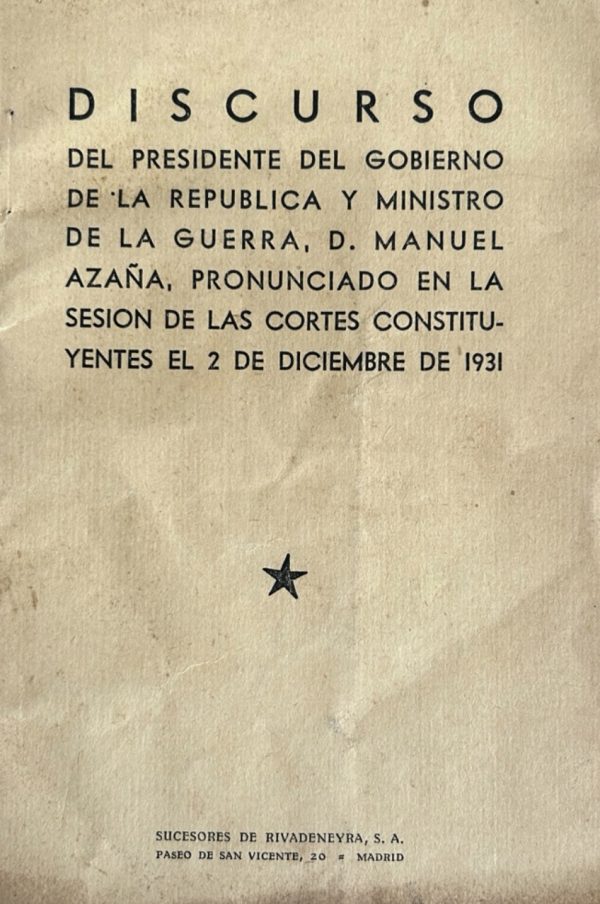 DISCURSO
DEL PRESIDENTE DEL GOBIERNO
DE LA REPUBLICA Y MINISTRO
DE LA GUERRA, D. MANUEL
AZAÑA, PRONUNCIADO EN LA
SESION DE LAS CORTES CONSTITU-
YENTES EL 2 DE DICIEMBRE DE 1931
SUCESORES DE RIVADENEYRA, S. A.
PASEO DE SAN VICENTE, 20 = MADRID